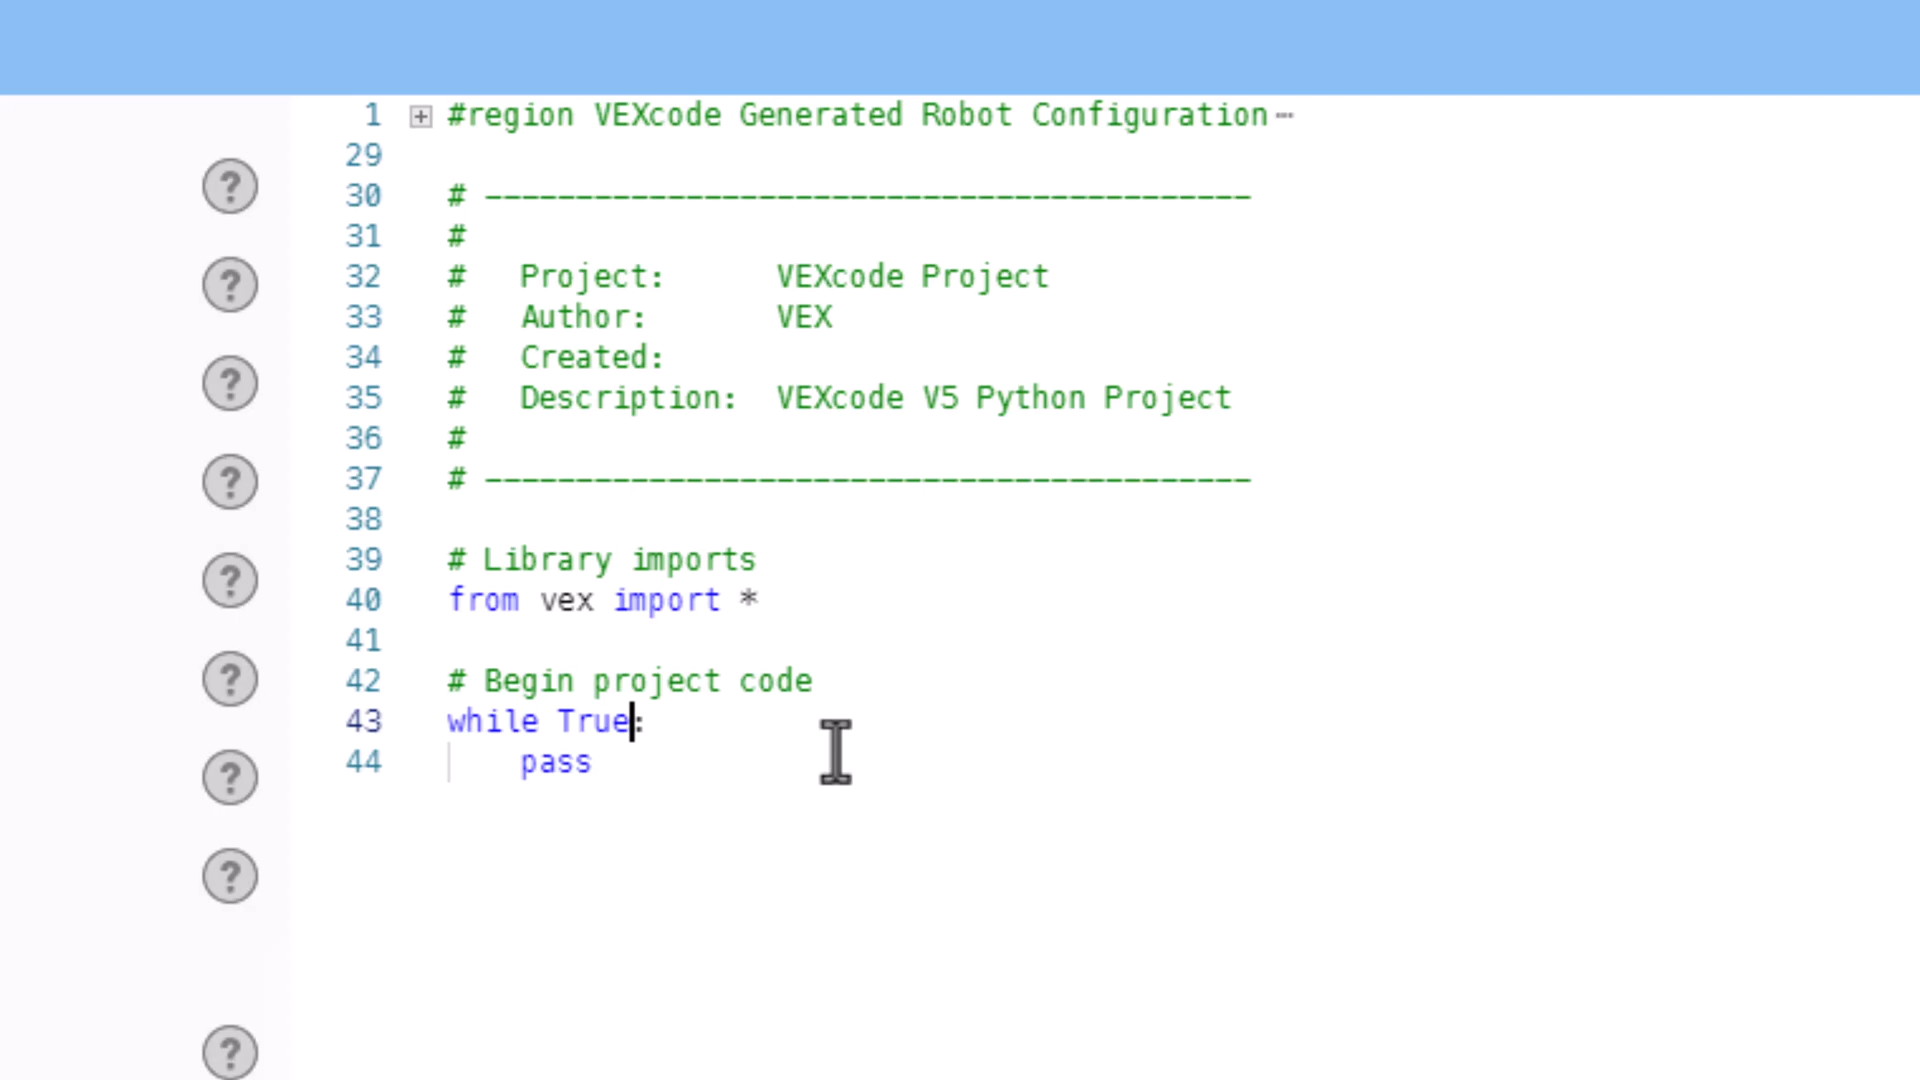 1 #region VEXcode Generated Robot Configuration
29
30 # ------------------------------------------
31 #
32 #   Project:      VEXcode Project
33 #   Author:       VEX
34 #   Created:
35 #   Description:  VEXcode V5 Python Project
36 #
37 # ------------------------------------------
38
39 # Library imports
40 from vex import *
41
42 # Begin project code
43 while True:
44     pass
?
?
?
?
?
?
?
?
?